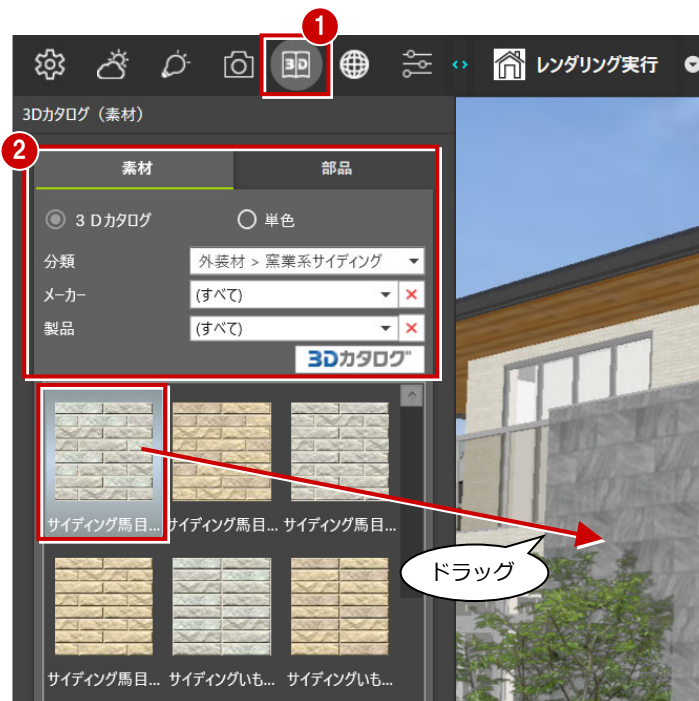 1
3D
レンダリング実行
3Dカタログ（素材）
2
素材
部品
３Ｄカタログ
単色
分類
外装材 > 窯業系サイディング
メーカー
(すべて)
製品
(すべて)
3Dカタログ
サイディング馬目...
サイディング馬目...
サイディング馬目...
ドラッグ
サイディング馬目...
サイディングいも...
サイディングいも...